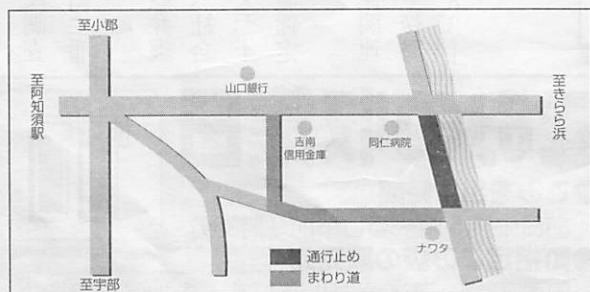 至小郡
至阿知須駅
山口銀行
至きらら浜
吉南
信用金庫
同仁病院
ナワタ
通行止め
まわり道
至宇部